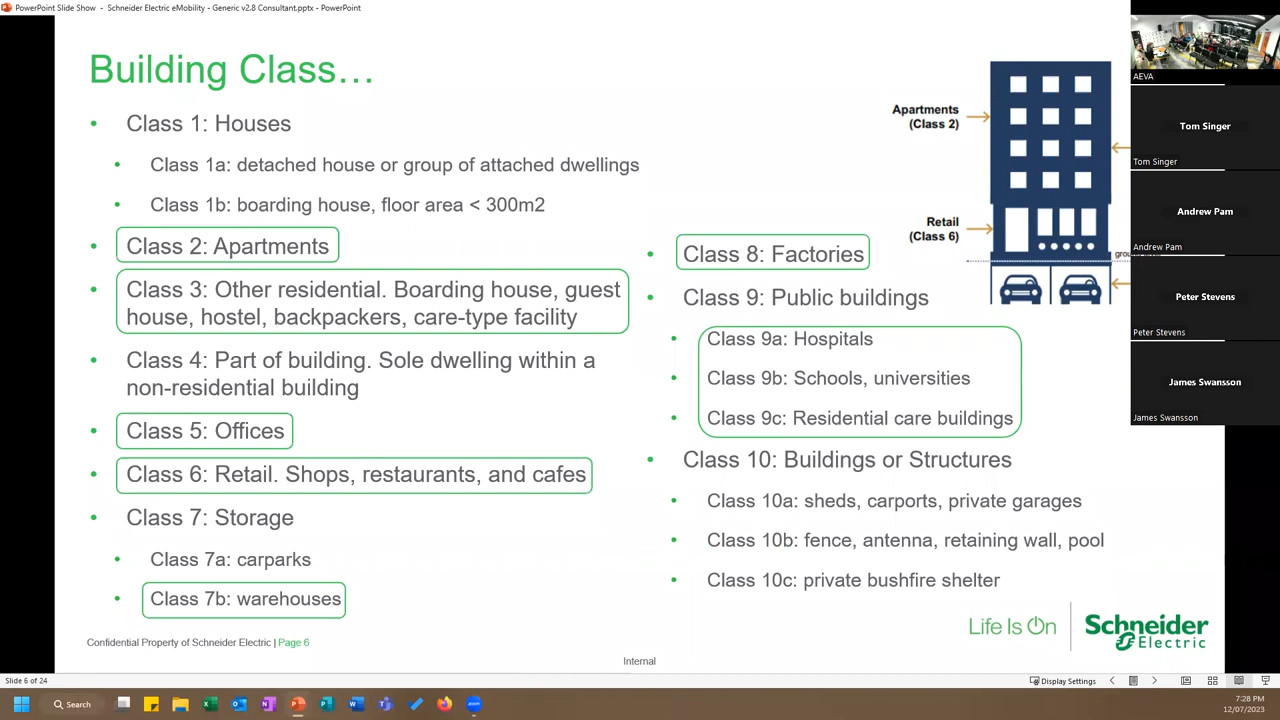 PowerPoint Slide Show - Schneider Electric eMobility - Generic v2.8 Consultant.pptx - PowerPoint
Building Class…
• Class 1: Houses
• Class 1a: detached house or group of attached dwellings
• Class 1b: boarding house, floor area < 300m2
• Class 2: Apartments
• Class 3: Other residential. Boarding house, guest
house, hostel, backpackers, care-type facility
• Class 4: Part of building. Sole dwelling within a
non-residential building
• Class 5: Offices
• Class 6: Retail. Shops, restaurants, and cafes
• Class 7: Storage
• Class 7a: carparks
• Class 7b: warehouses
Apartments
(Class 2)
Retail
(Class 6)
• Class 8: Factories
• Class 9: Public buildings
• Class 9a: Hospitals
• Class 9b: Schools, universities
• Class 9c: Residential care buildings
• Class 10: Buildings or Structures
• Class 10a: sheds, carports, private garages
• Class 10b: fence, antenna, retaining wall, pool
• Class 10c: private bushfire shelter
Confidential Property of Schneider Electric | Page 6
Internal
Life Is On
Schneider
Electric
AEVA
Tom Singer
Tom Singer
Andrew Pam
Andrew Pam
Peter Stevens
Peter Stevens
James Swansson
James Swansson
Slide 6 of 24
Display Settings
Search
7:28 PM
12/07/2023